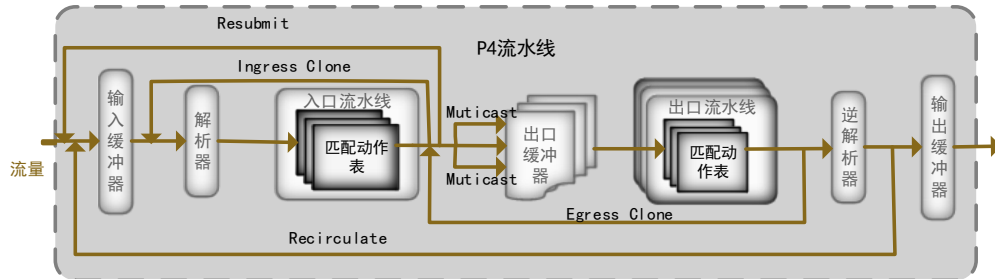 Resubmit
P4流水线
Ingress Clone
入口流水线
出口流水线
输入缓冲器
解析器
匹配动作
表
Muticast
出口
缓冲
器
Muticast
匹配动
作表
逆解析器
输出缓冲器
流量
Egress Clone
Recirculate